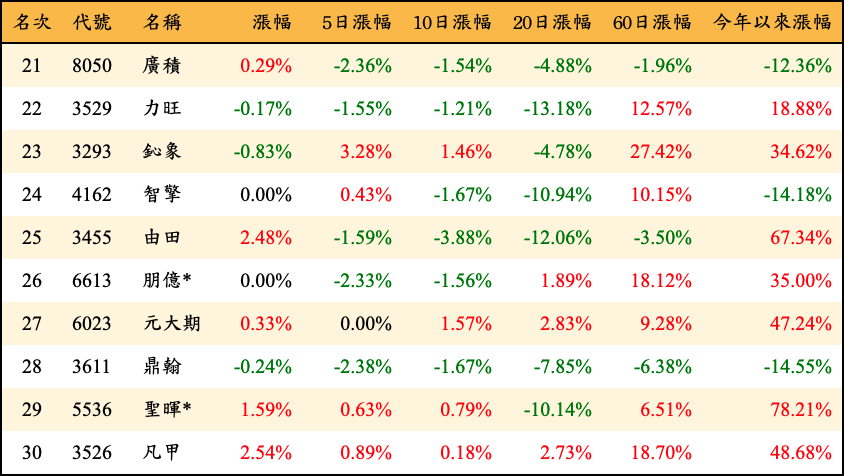 名次 代號 名稱 漲幅 5日漲幅 10日漲幅 20日漲幅 60日漲幅 今年以來漲幅
21 8050 廣積 0.29% -2.36% -1.54% -4.88% -1.96% -12.36%
22 3529 力旺 -0.17% -1.55% -1.21% -13.18% 12.57% 18.88%
23 3293 鈊象 -0.83% 3.28% 1.46% -4.78% 27.42% 34.62%
24 4162 智擎 0.00% 0.43% -1.67% -10.94% 10.15% -14.18%
25 3455 由田 2.48% -1.59% -3.88% -12.06% -3.50% 67.34%
26 6613 朋億* 0.00% -2.33% -1.56% 1.89% 18.12% 35.00%
27 6023 元大期 0.33% 0.00% 1.57% 2.83% 9.28% 47.24%
28 3611 鼎翰 -0.24% -2.38% -1.67% -7.85% -6.38% -14.55%
29 5536 聖暉* 1.59% 0.63% 0.79% -10.14% 6.51% 78.21%
30 3526 凡甲 2.54% 0.89% 0.18% 2.73% 18.70% 48.68%